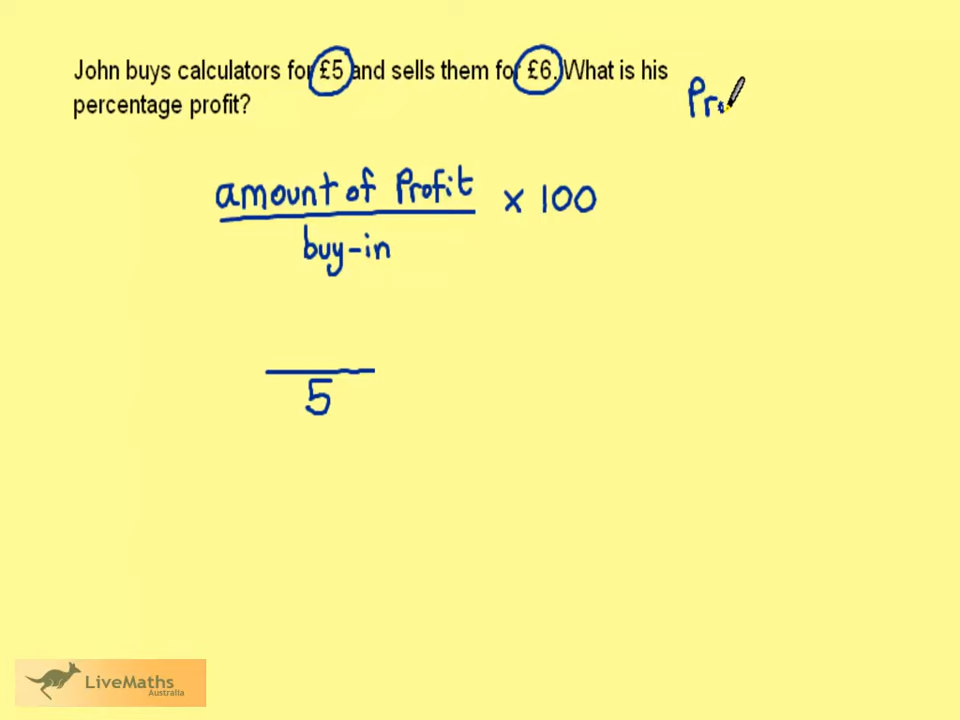 John buys calculators for £5 and sells them for £6. What is his
percentage profit?
amount of Profit
buy-in
x 100
5
LiveMaths
Australia